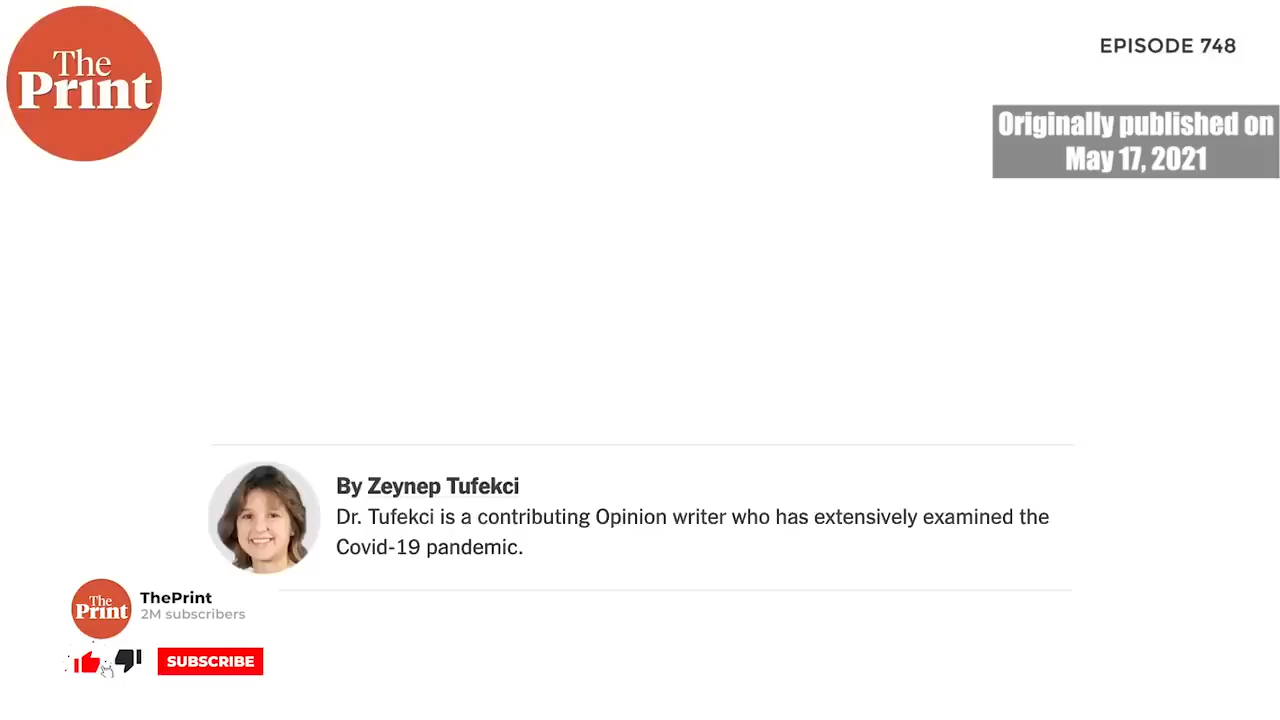 The
Print
EPISODE 748
Originally published on
May 17, 2021
By Zeynep Tufekci
Dr. Tufekci is a contributing Opinion writer who has extensively examined the
Covid-19 pandemic.
The
Print
ThePrint
2M subscribers
SUBSCRIBE